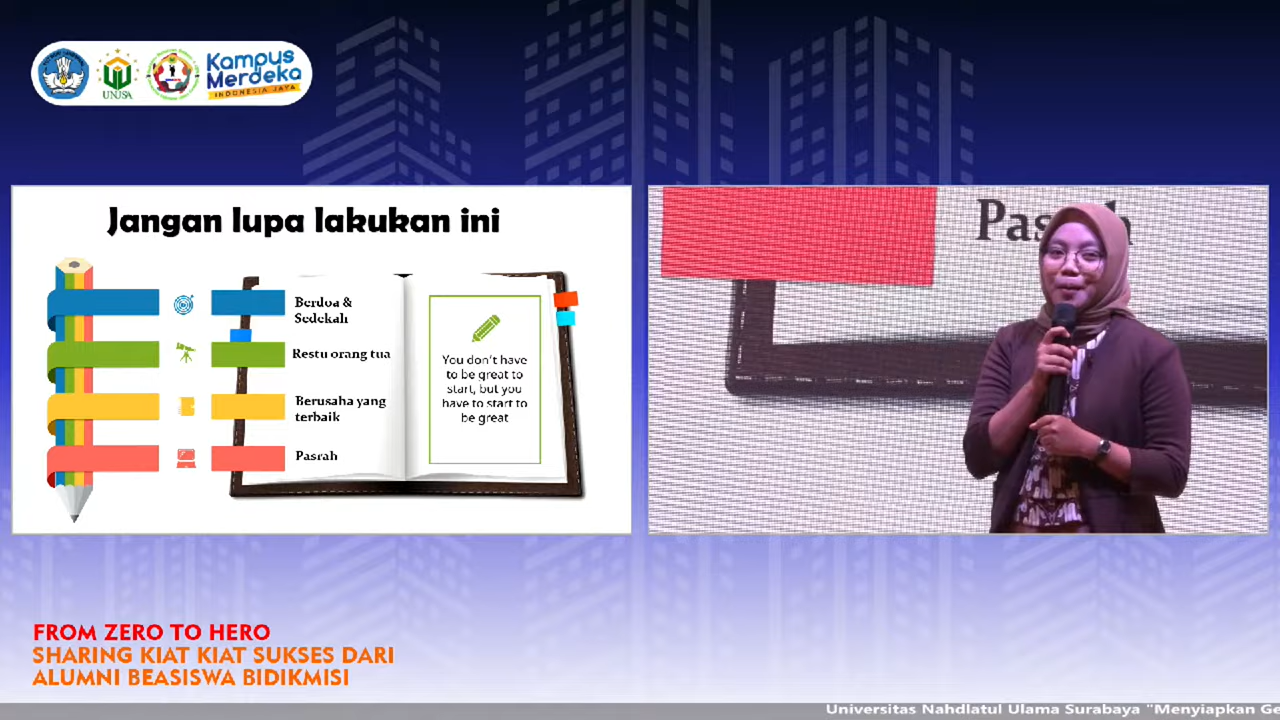 Kampus
Merdeka
INDONESIA JAYA
UNUSA
Jangan lupa lakukan ini
Berdoa &
Sedekah
Restu orang tua
Berusaha yang
terbaik
Pasrah
You don't have
to be great to
start, but you
have to start to
be great
FROM ZERO TO HERO
SHARING KIAT KIAT SUKSES DARI
ALUMNI BEASISWA BIDIKMISI
Universitas Nahdlatul Ulama Surabaya "Menyiapkan Ge